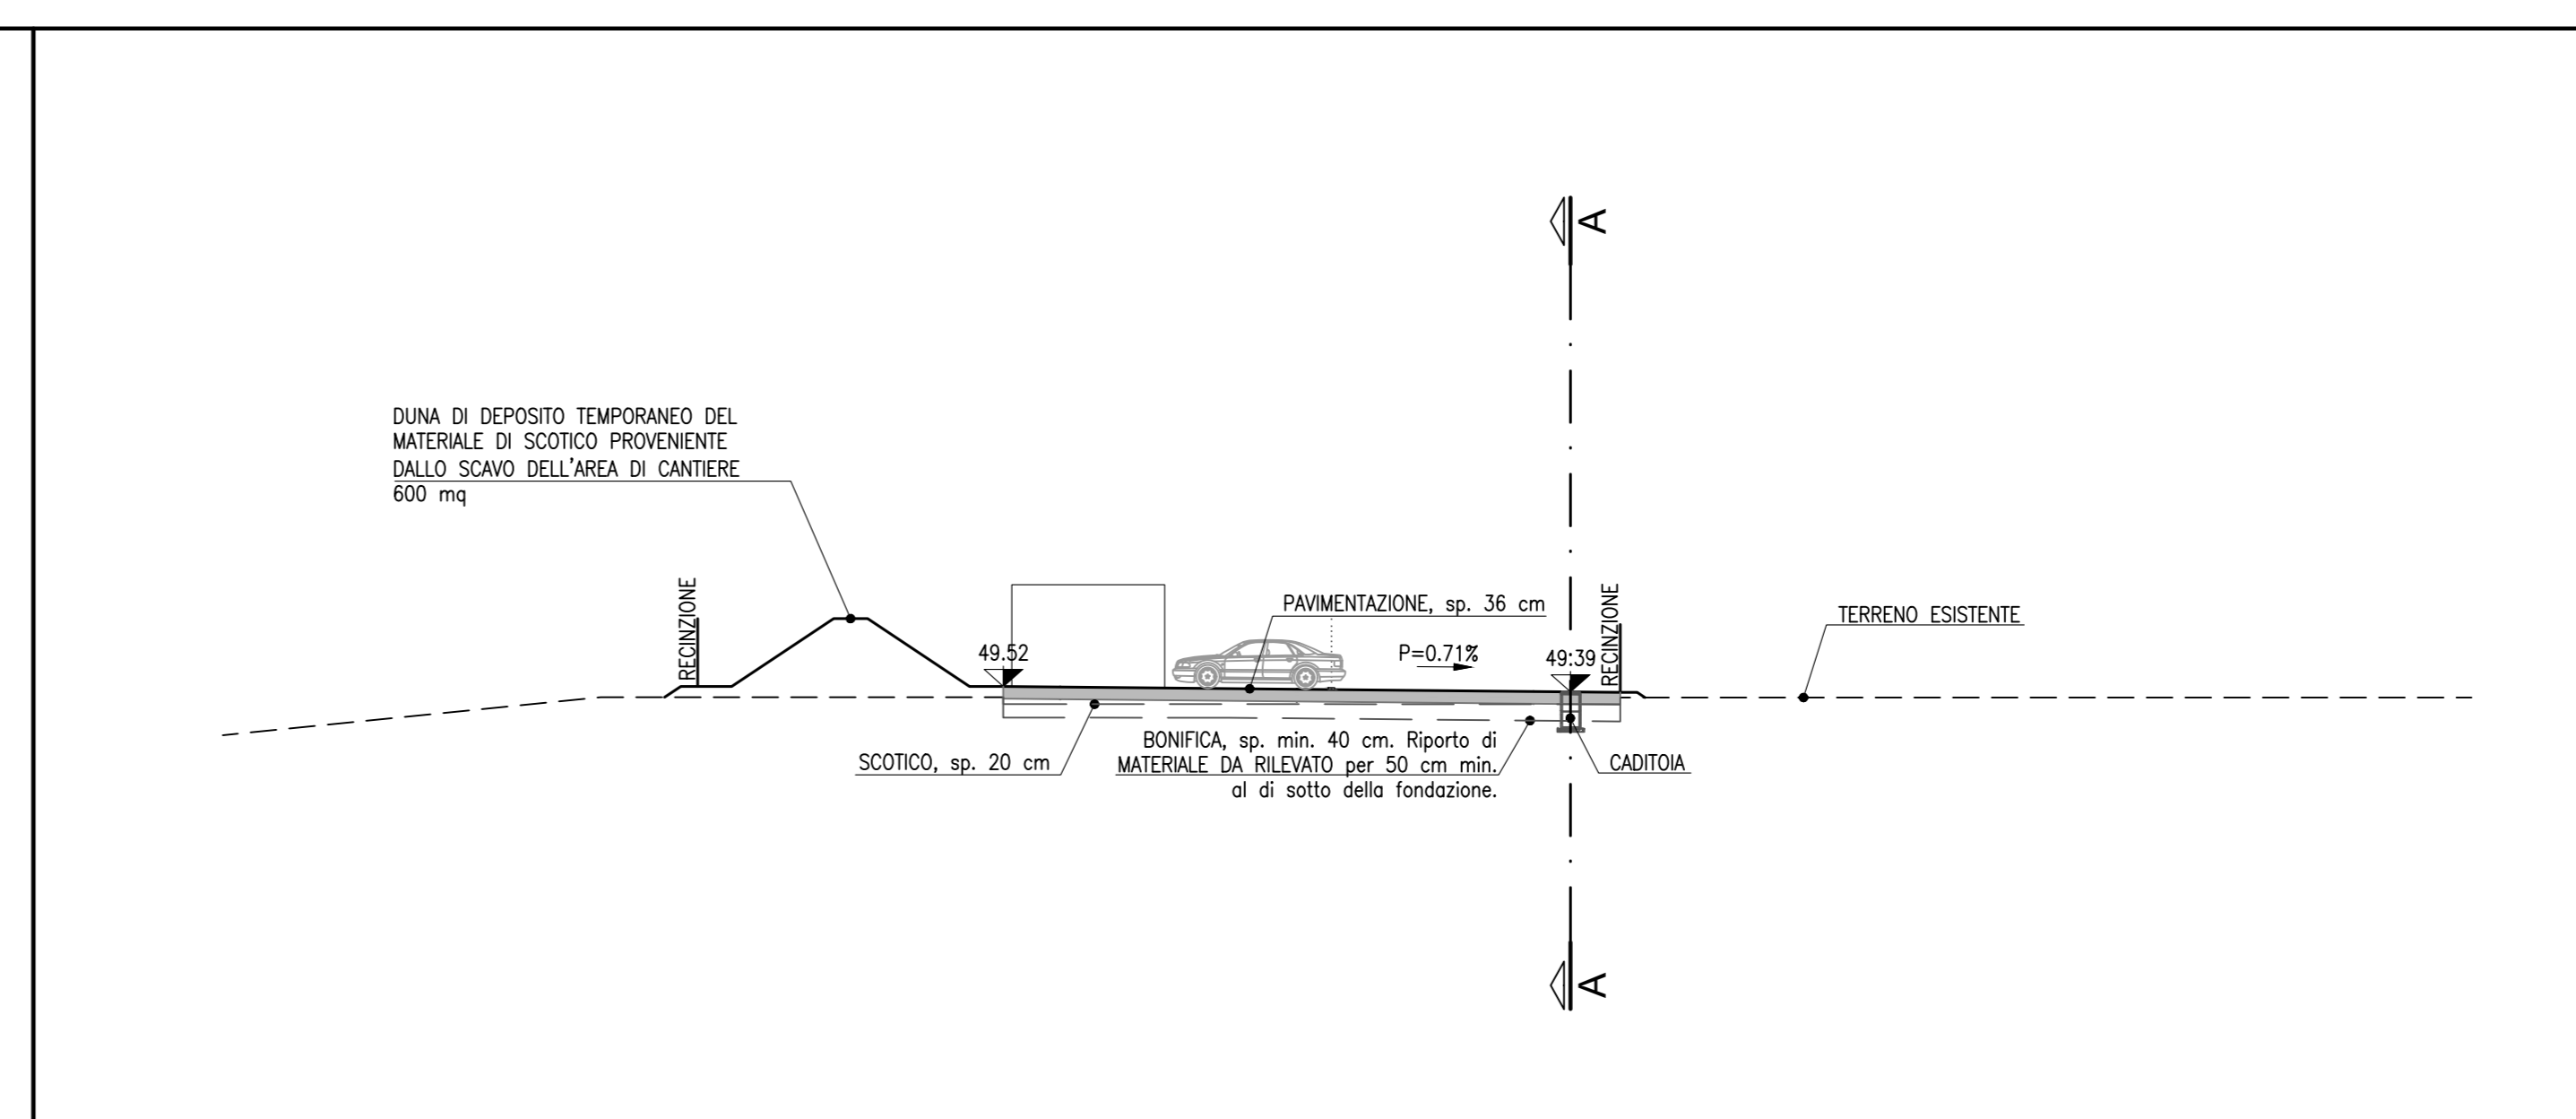 A
DUNA DI DEPOSITO TEMPORANEO DEL
MATERIALE DI SCOTICO PROVENIENTE
DALLO SCAVO DELL'AREA DI CANTIERE
600 mq
RECINZIONE
49.52
PAVIMENTAZIONE, sp. 36 cm
P=0.71%
49.39
RECINZIONE
TERRENO ESISTENTE
SCOTICO, sp. 20 cm
BONIFICA, sp. min. 40 cm. Riporto di
MATERIALE DA RILEVATO per 50 cm min.
al di sotto della fondazione.
CADITOIA
A